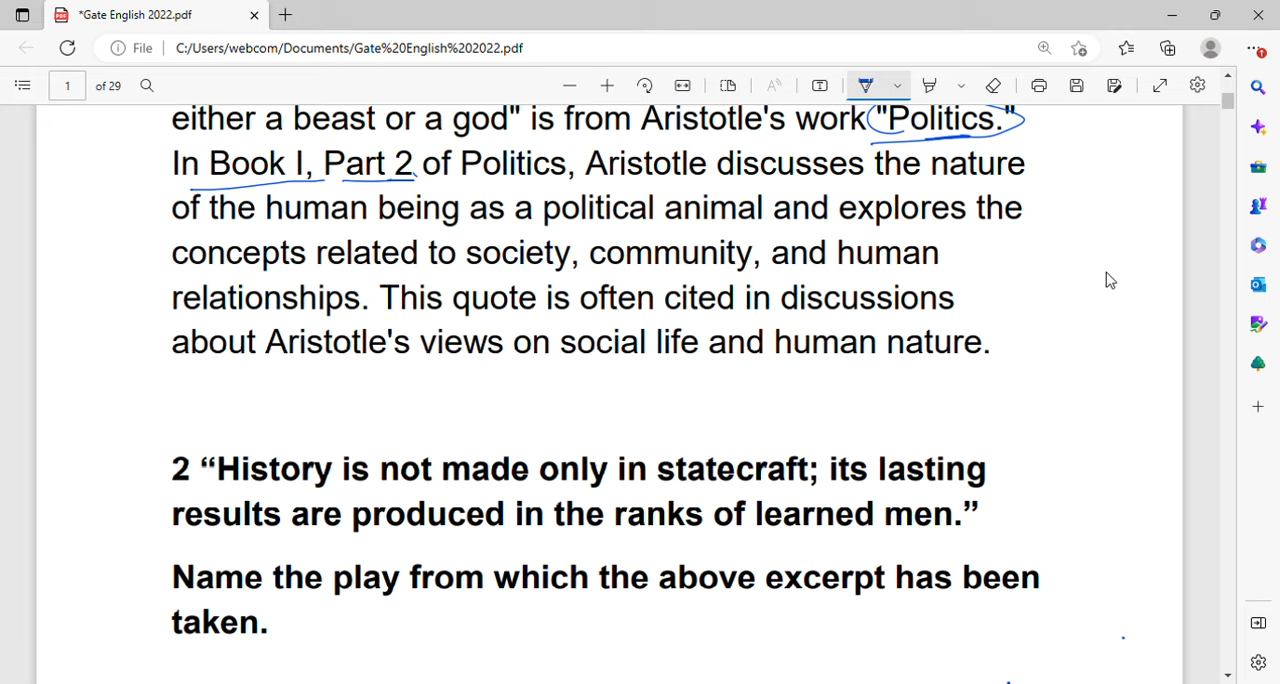 *Gate English 2022.pdf
File
C:/Users/webcom/Documents/Gate%20English%202022.pdf
1 of 29
either a beast or a god" is from Aristotle's work "Politics."
In Book I, Part 2 of Politics, Aristotle discusses the nature
of the human being as a political animal and explores the
concepts related to society, community, and human
relationships. This quote is often cited in discussions
about Aristotle's views on social life and human nature.
2 “History is not made only in statecraft; its lasting
results are produced in the ranks of learned men.”
Name the play from which the above excerpt has been
taken.